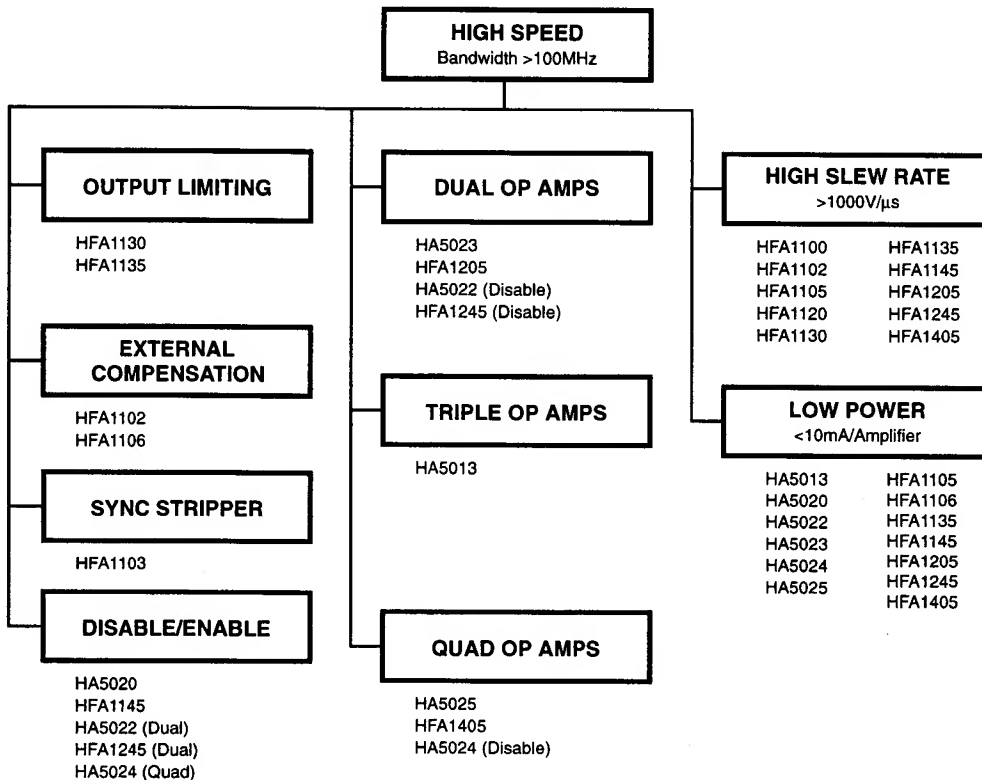 HIGH SPEED
Bandwidth >100MHz
OUTPUT LIMITING
HFA1130
HFA1135
EXTERNAL
COMPENSATION
HFA1102
HFA1106
SYNC STRIPPER
HFA1103
DISABLE/ENABLE
HA5020
HFA1145
HA5022 (Dual)
HFA1245 (Dual)
HA5024 (Quad)
DUAL OP AMPS
HA5023
HFA1205
HA5022 (Disable)
HFA1245 (Disable)
TRIPLE OP AMPS
HA5013
QUAD OP AMPS
HA5025
HFA1405
HA5024 (Disable)
HIGH SLEW RATE
>1000V/µs
HFA1100
HFA1102
HFA1105
HFA1120
HFA1130
HFA1135
HFA1145
HFA1205
HFA1245
HFA1405
LOW POWER
<10mA/Amplifier
HA5013
HA5020
HA5022
HA5023
HA5024
HA5025
HFA1105
HFA1106
HFA1135
HFA1145
HFA1205
HFA1245
HFA1405